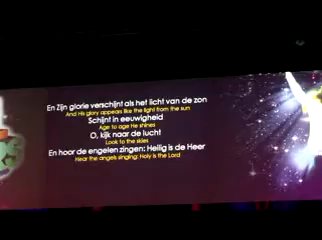 En Zijn glorie verschijnt als het licht van de zon
And His glory appears like the light from the sun
Schijnt in eeuwigheid
Age to age He shines
O, kijk naar de lucht
Look to the skies
En hoor de engelen zingen: Heilig is de Heer
Hear the angels singing: Holy is the Lord